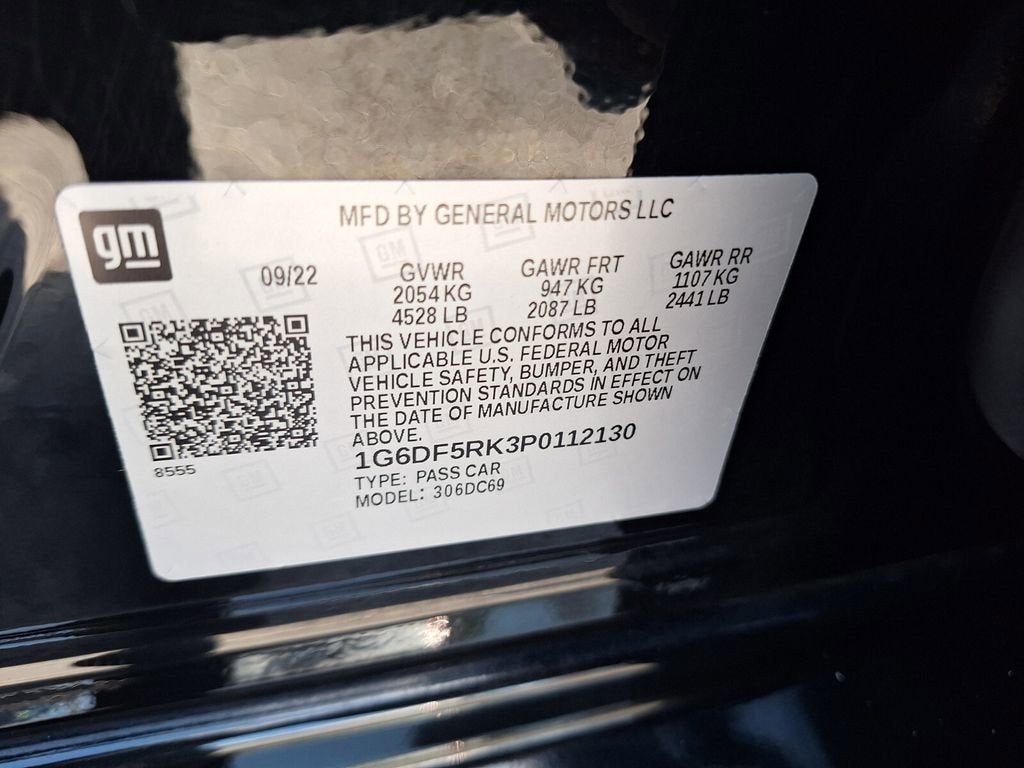 gm
MFD BY GENERAL MOTORS LLC
09/22
GVWR GAWR FRT GAWR RR
2054 KG 947 KG 1107 KG
4528 LB 2087 LB 2441 LB
THIS VEHICLE CONFORMS TO ALL
APPLICABLE U.S. FEDERAL MOTOR
VEHICLE SAFETY, BUMPER, AND THEFT
PREVENTION STANDARDS IN EFFECT ON
THE DATE OF MANUFACTURE SHOWN
ABOVE.
1G6DF5RK3P0112130
TYPE: PASS CAR
MODEL: 306DC69
8555